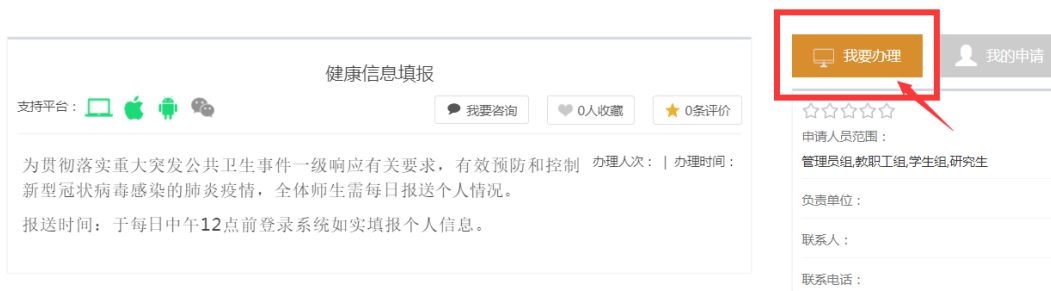 健康信息填报
支持平台：
我要咨询
0人收藏
0条评价
为贯彻落实重大突发公共卫生事件一级响应有关要求，有效预防和控制
新型冠状病毒感染的肺炎疫情，全体师生需每日报送个人情况。
报送时间：于每日中午12点前登录系统如实填报个人信息。
办理人次： | 办理时间：
我要办理
我的申请
申请人员范围：
管理员组,教职工组,学生组,研究生
负责单位：
联系人：
联系电话：